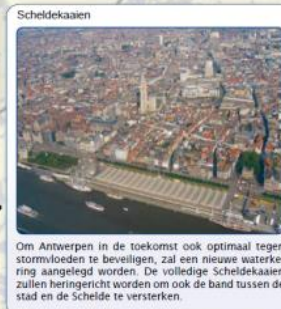 Scheldekaaien
Om Antwerpen in de toekomst ook optimaal tegen
stormvloeden te beveiligen, zal een nieuwe waterke
ring aangelegd worden. De volledige Scheldekaaien
zullen heringericht worden om ook de band tussen de
stad en de Schelde te versterken.